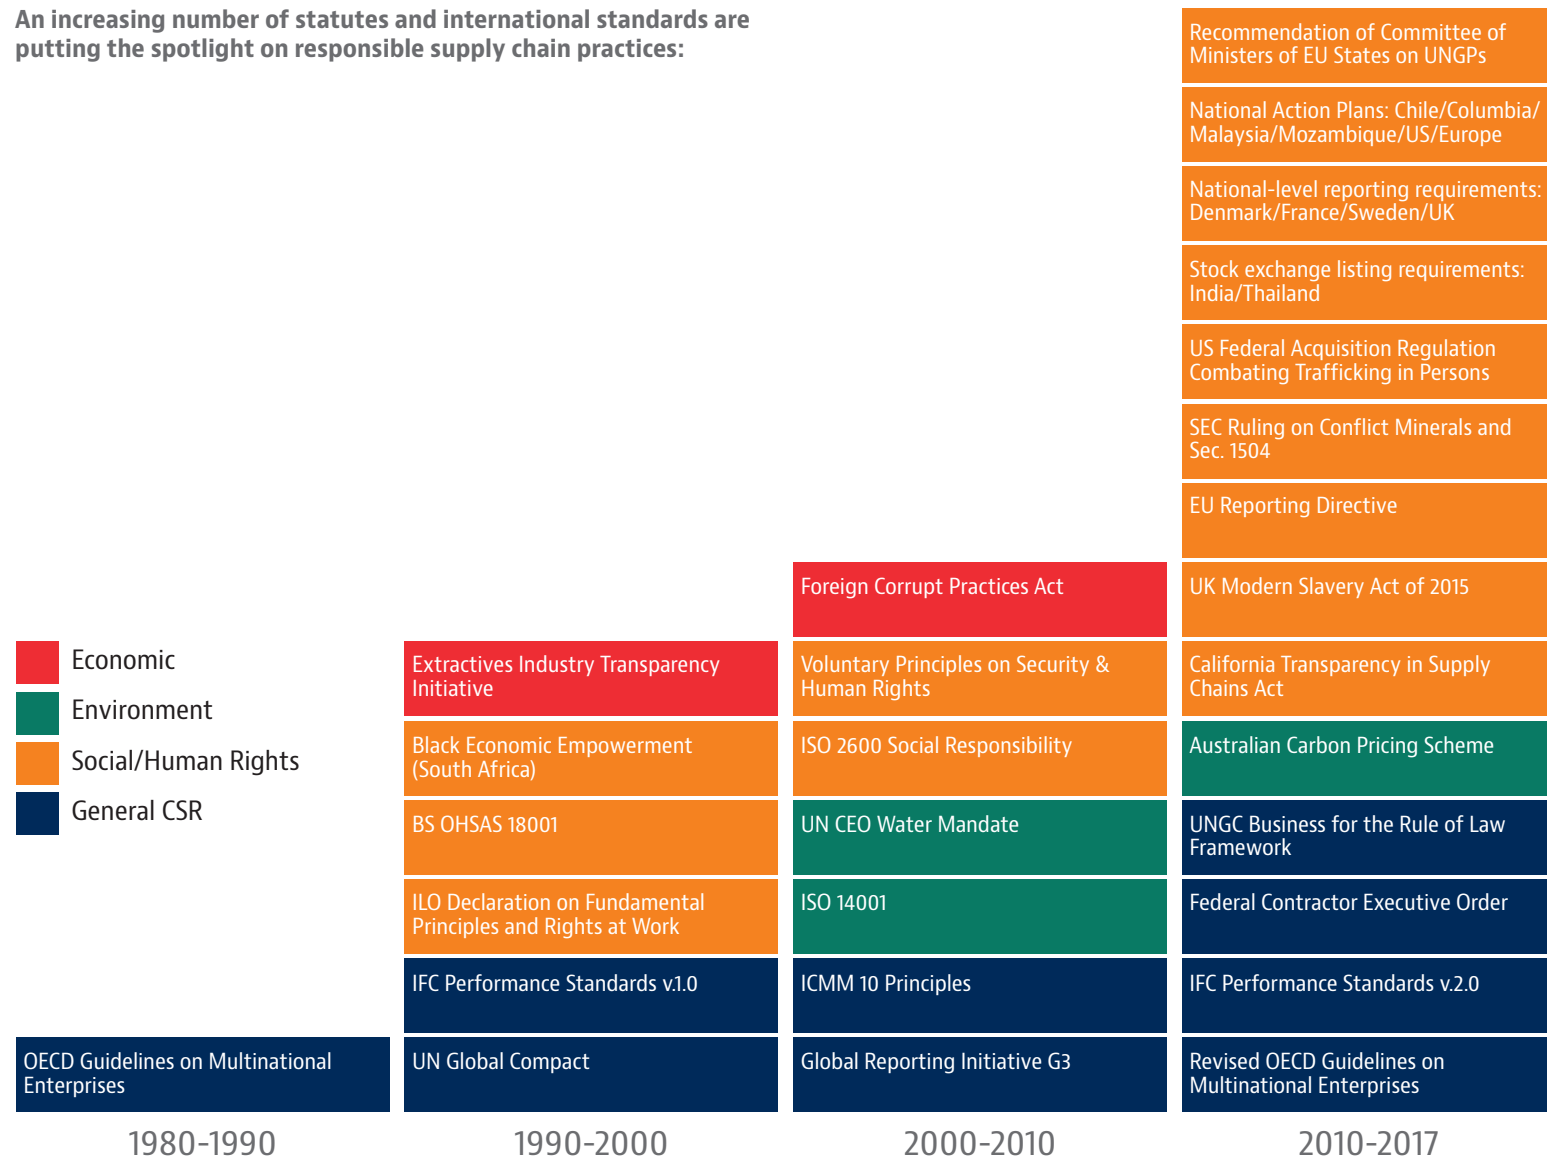 An increasing number of statutes and international standards are
putting the spotlight on responsible supply chain practices:
Economic
Environment
Social/Human Rights
General CSR
OECD Guidelines on Multinational
Enterprises
1980-1990
Extractives Industry Transparency
Initiative
Black Economic Empowerment
(South Africa)
BS OHSAS 18001
ILO Declaration on Fundamental
Principles and Rights at Work
IFC Performance Standards v.1.0
UN Global Compact
1990-2000
Foreign Corrupt Practices Act
Voluntary Principles on Security &
Human Rights
ISO 2600 Social Responsibility
UN CEO Water Mandate
ISO 14001
ICMM 10 Principles
Global Reporting Initiative G3
2000-2010
Recommendation of Committee of
Ministers of EU States on UNGPs
National Action Plans: Chile/Columbia/
Malaysia/Mozambique/US/Europe
National-level reporting requirements:
Denmark/France/Sweden/UK
Stock exchange listing requirements:
India/Thailand
US Federal Acquisition Regulation
Combating Trafficking in Persons
SEC Ruling on Conflict Minerals and
Sec. 1504
EU Reporting Directive
UK Modern Slavery Act of 2015
California Transparency in Supply
Chains Act
Australian Carbon Pricing Scheme
UNGC Business for the Rule of Law
Framework
Federal Contractor Executive Order
IFC Performance Standards v.2.0
Revised OECD Guidelines on
Multinational Enterprises
2010-2017